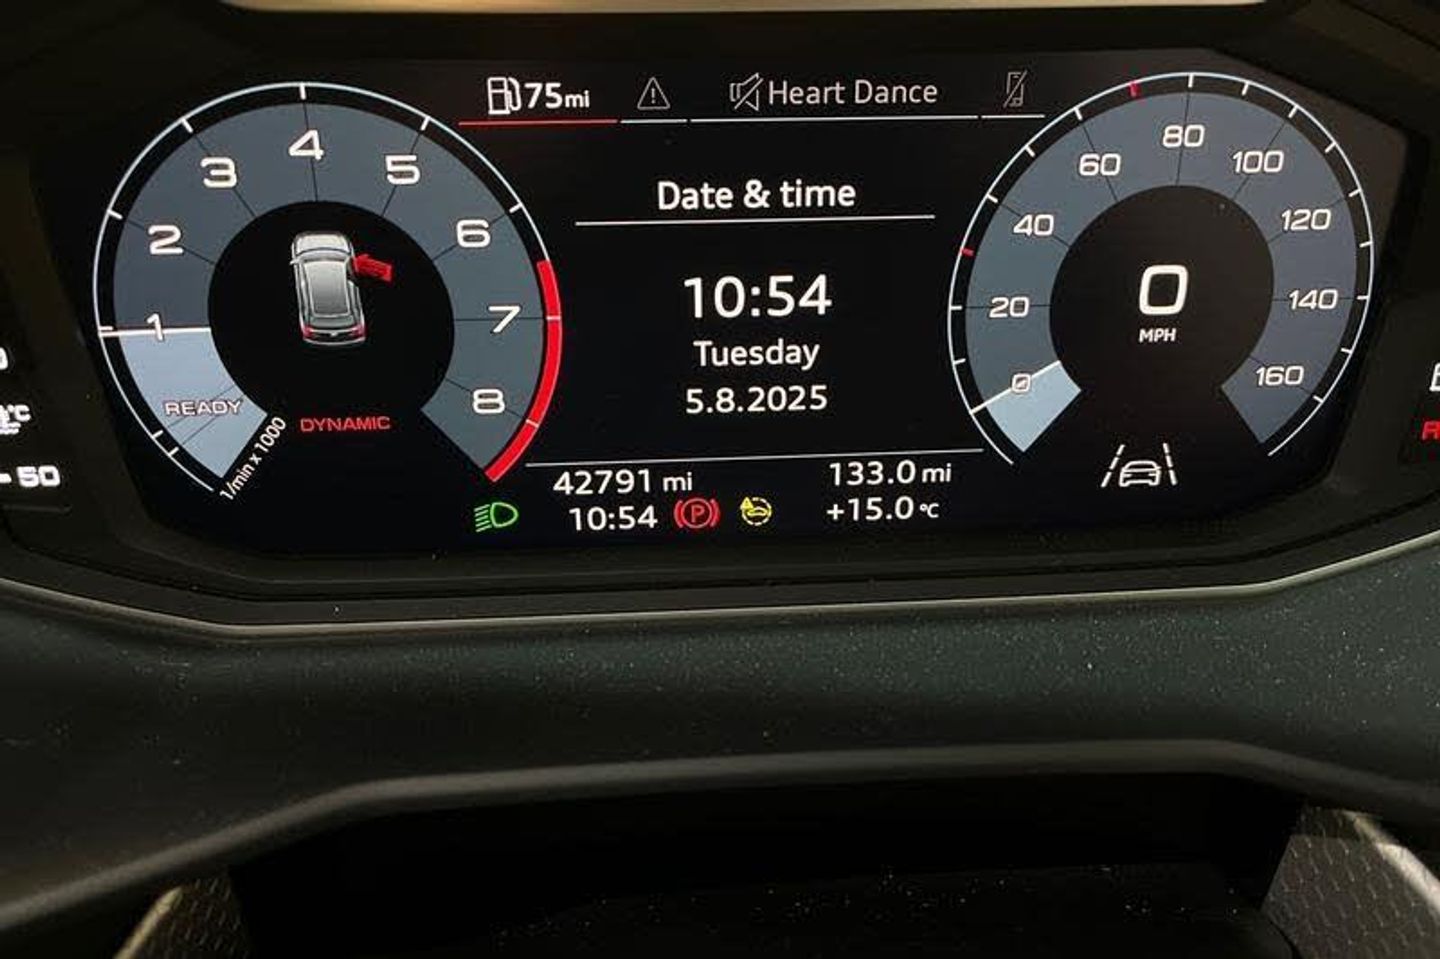 75mi
Heart Dance
Date & time
10:54
Tuesday
5.8.2025
42791 mi
133.0 mi
10:54
P
+15.0 °C
1
2
3
4
5
6
7
8
READY
1/min x 1000
DYNAMIC
0
20
40
60
80
100
120
140
160
0
MPH
°C
50